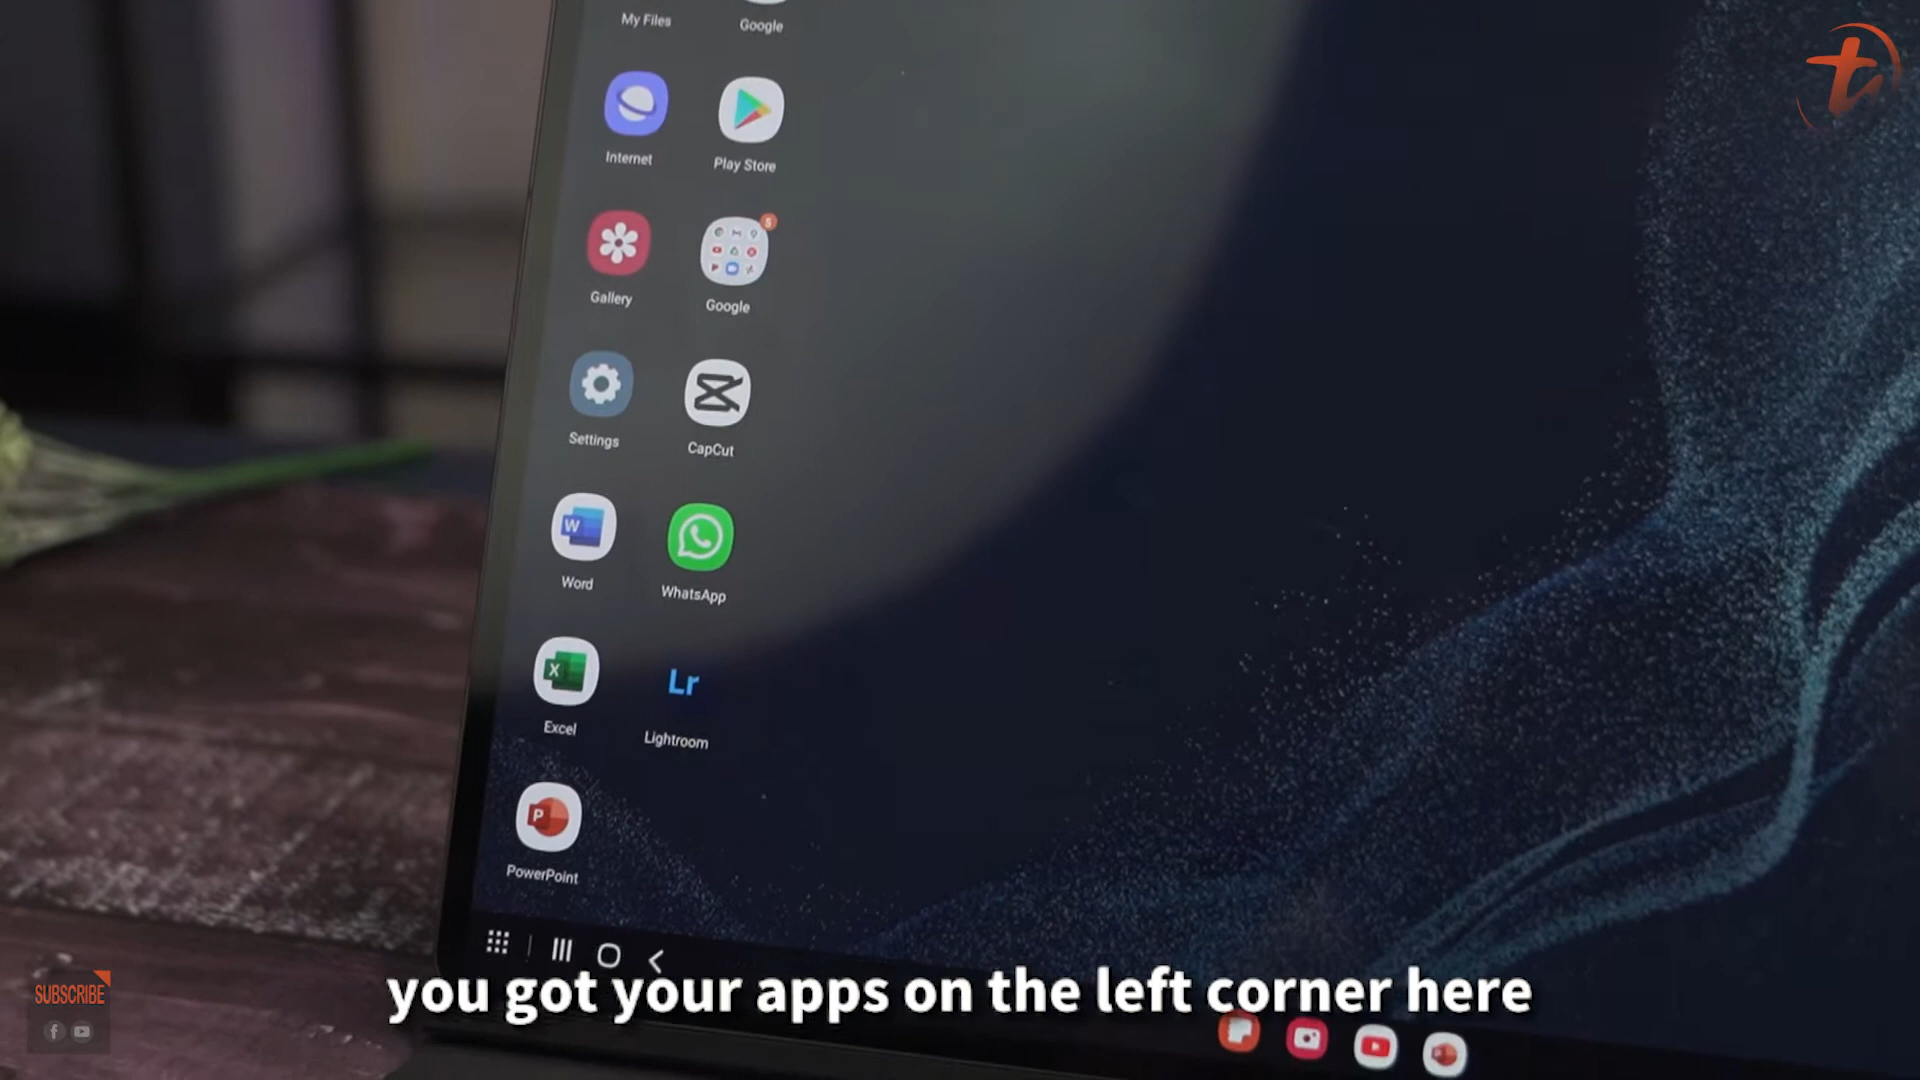 My Files
Google
Internet
Play Store
5
Gallery
Google
Settings
CapCut
W
Word
WhatsApp
X
Excel
Lr
Lightroom
P
PowerPoint
you got your apps on the left corner here
SUBSCRIBE